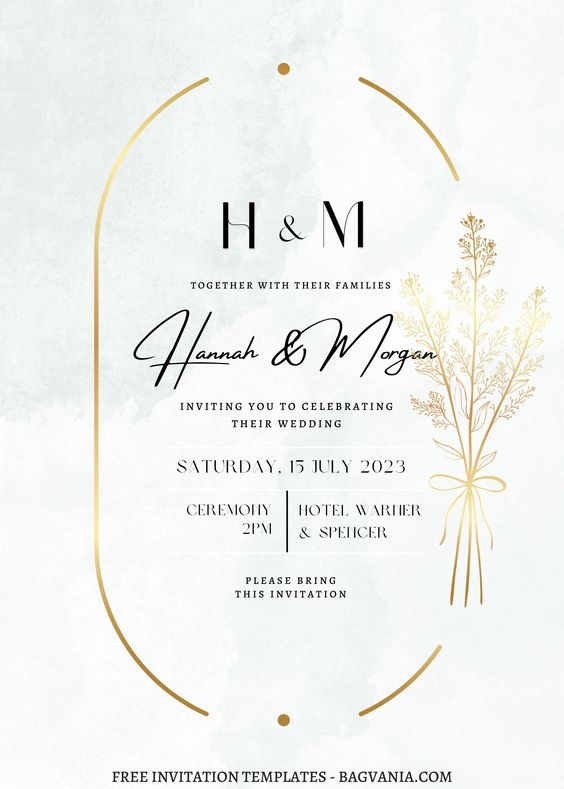 H & M
TOGETHER WITH THEIR FAMILIES
Hannah & Morgan
INVITING YOU TO CELEBRATING
THEIR WEDDING
SATURDAY, 15 JULY 2023
CEREMONY
2PM
HOTEL WARNER
& SPENCER
PLEASE BRING
THIS INVITATION
FREE INVITATION TEMPLATES - BAGVANIA.COM